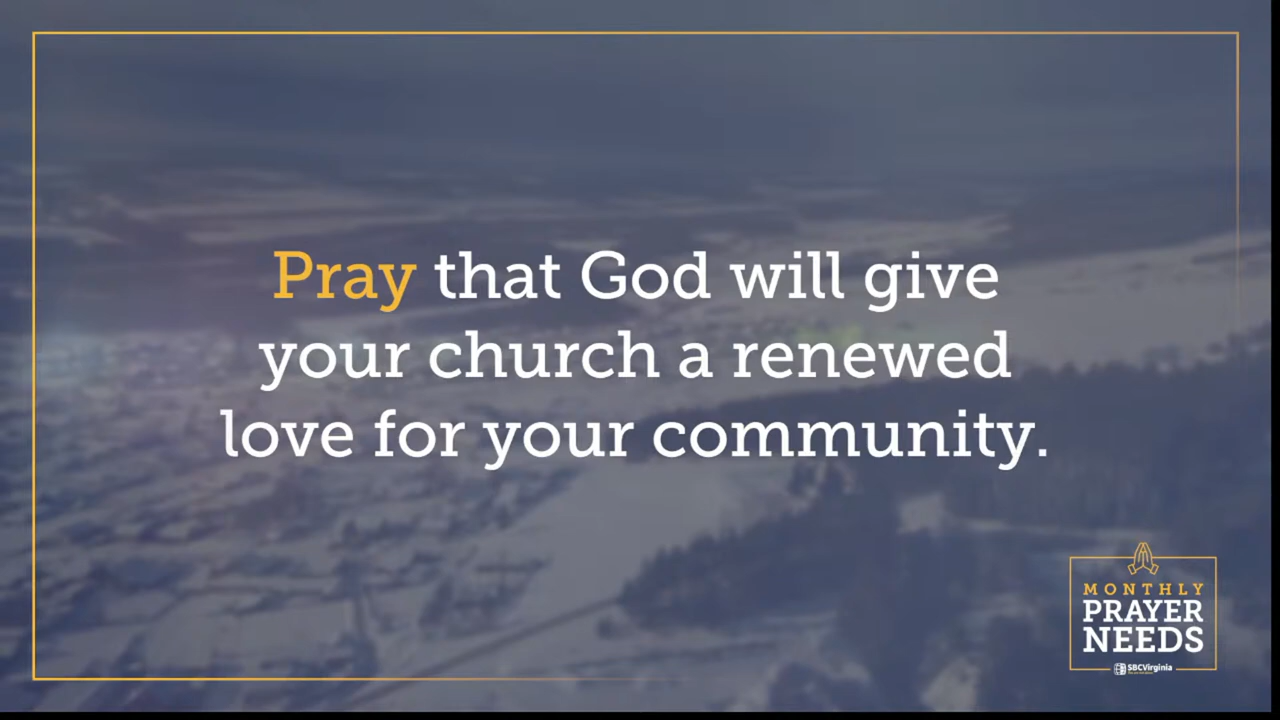 Pray that God will give
your church a renewed
love for your community.
MONTHLY
PRAYER
NEEDS
SBCVirginia